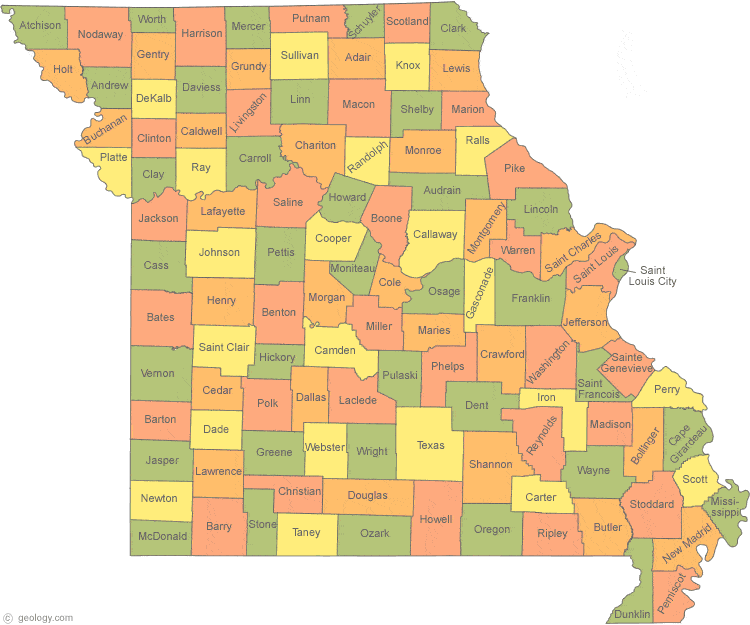 Atchison
Nodaway
Worth
Harrison
Mercer
Putnam
Schuyler
Scotland
Clark
Holt
Gentry
Grundy
Sullivan
Adair
Knox
Lewis
Andrew
DeKalb
Daviess
Livingston
Linn
Macon
Shelby
Marion
Buchanan
Clinton
Caldwell
Chariton
Randolph
Monroe
Ralls
Platte
Clay
Ray
Carroll
Pike
Audrain
Jackson
Lafayette
Saline
Howard
Boone
Callaway
Montgomery
Lincoln
Cass
Johnson
Pettis
Cooper
Moniteau
Warren
Saint Charles
Saint Louis
Saint
Louis City
Bates
Henry
Benton
Morgan
Cole
Osage
Gasconade
Franklin
Jefferson
Miller
Maries
Vernon
Saint Clair
Hickory
Camden
Pulaski
Phelps
Crawford
Washington
Sainte
Genevieve
Saint
Francois
Perry
Barton
Cedar
Polk
Dallas
Laclede
Dent
Iron
Madison
Bollinger
Cape
Girardeau
Jasper
Dade
Greene
Webster
Wright
Texas
Shannon
Reynolds
Wayne
Scott
Newton
Lawrence
Christian
Douglas
Carter
Stoddard
Missi-
ssippi
McDonald
Barry
Stone
Taney
Ozark
Howell
Oregon
Ripley
Butler
New Madrid
Dunklin
Pemiscot
© geology.com